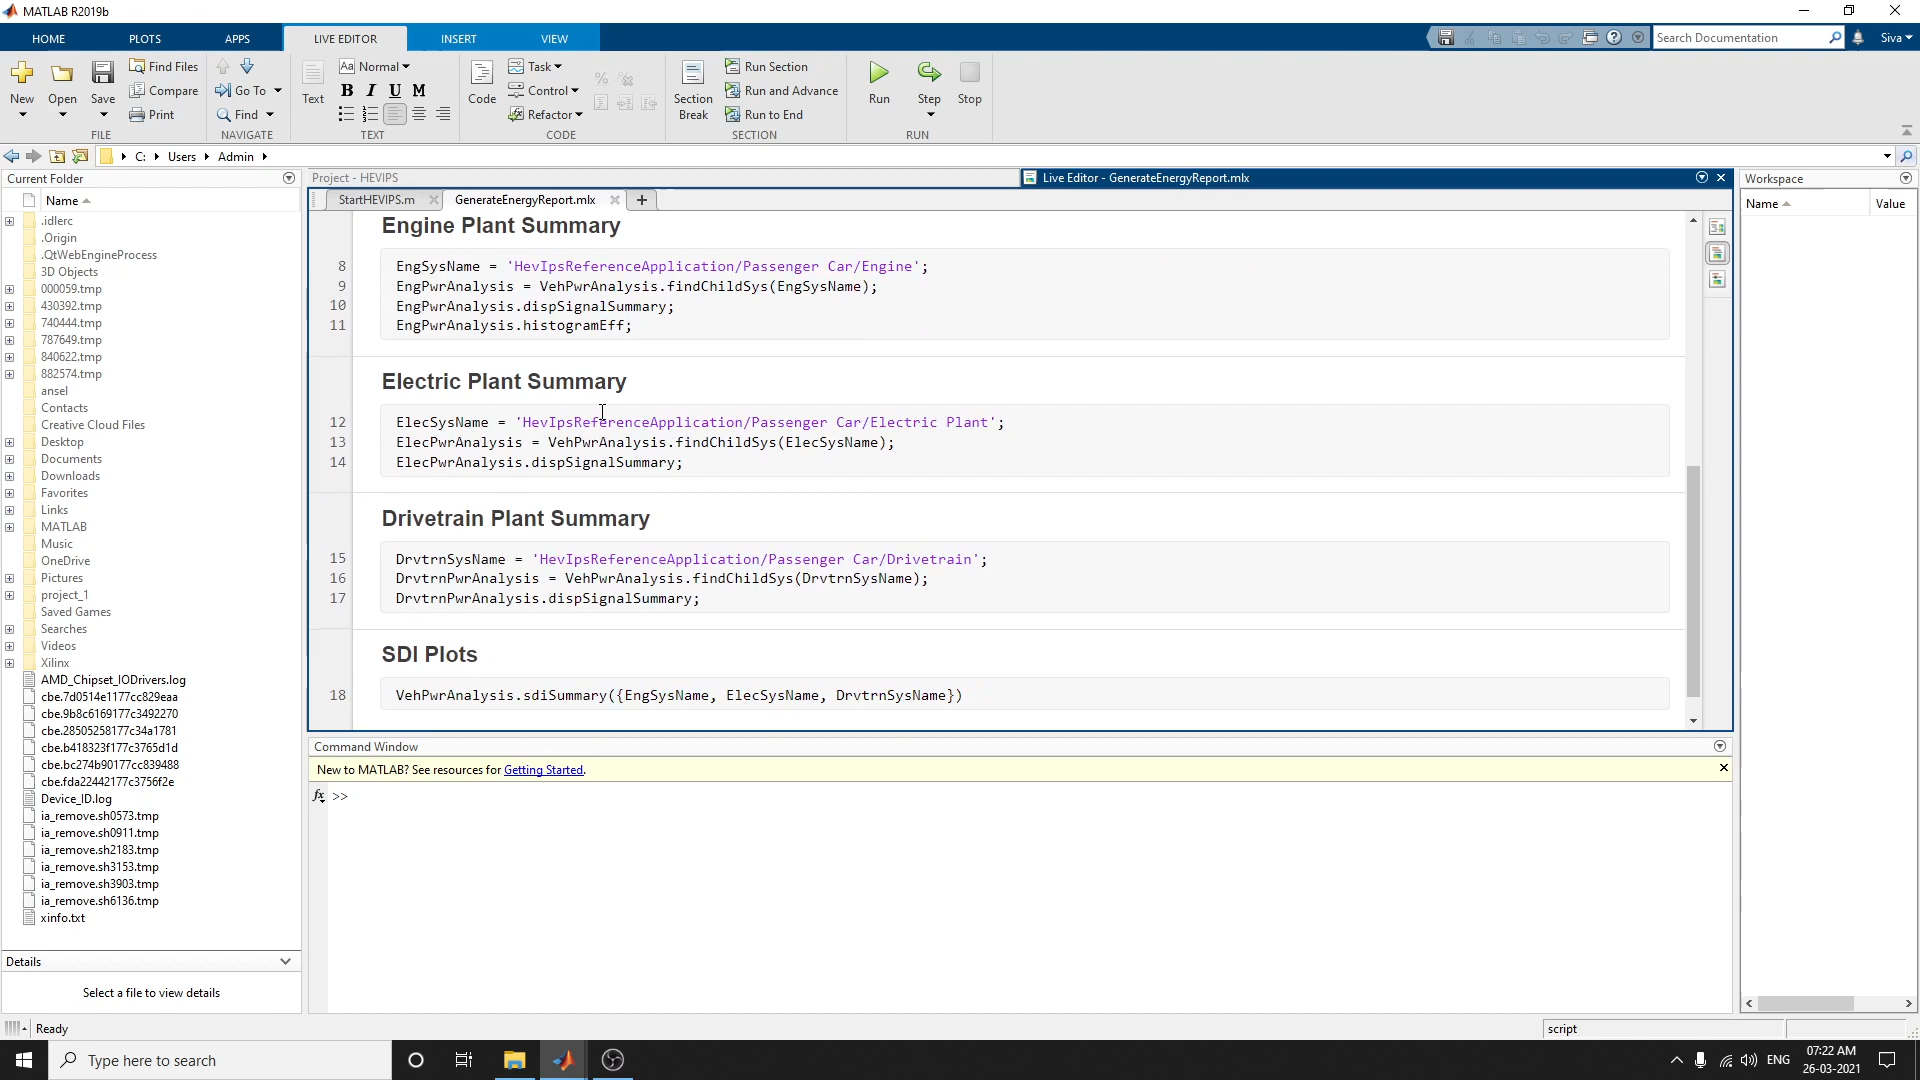 MATLAB R2019b
HOME PLOTS APPS LIVE EDITOR INSERT VIEW Search Documentation Siva
New Open Save Find Files Compare Print
FILE
Go To Find
NAVIGATE
Text Normal B I U M
TEXT
Code Task Control Refactor
CODE
Section Break Run Section Run and Advance Run to End
SECTION
Run Step Stop
RUN
C: Users Admin
Current Folder
Name
.idlerc
.Origin
.QtWebEngineProcess
3D Objects
000059.tmp
430392.tmp
740444.tmp
787649.tmp
840622.tmp
882574.tmp
ansel
Contacts
Creative Cloud Files
Desktop
Documents
Downloads
Favorites
Links
MATLAB
Music
OneDrive
Pictures
project_1
Saved Games
Searches
Videos
Xilinx
AMD_Chipset_IODrivers.log
cbe.7d0514e1177cc829eaa
cbe.9b8c6169177c3492270
cbe.28505258177c34a1781
cbe.b418323f177c3765d1d
cbe.bc274b90177cc839488
cbe.fda22442177c3756f2e
Device_ID.log
ia_remove.sh0573.tmp
ia_remove.sh0911.tmp
ia_remove.sh2183.tmp
ia_remove.sh3153.tmp
ia_remove.sh3903.tmp
ia_remove.sh6136.tmp
xinfo.txt
Details
Select a file to view details
Project - HEVIPS
Live Editor - GenerateEnergyReport.mlx
StartHEVIPS.m GenerateEnergyReport.mlx
Engine Plant Summary
8 EngSysName = 'HevIpsReferenceApplication/Passenger Car/Engine';
9 EngPwrAnalysis = VehPwrAnalysis.findChildSys(EngSysName);
10 EngPwrAnalysis.dispSignalSummary;
11 EngPwrAnalysis.histogramEff;
Electric Plant Summary
12 ElecSysName = 'HevIpsReferenceApplication/Passenger Car/Electric Plant';
13 ElecPwrAnalysis = VehPwrAnalysis.findChildSys(ElecSysName);
14 ElecPwrAnalysis.dispSignalSummary;
Drivetrain Plant Summary
15 DrvtrnSysName = 'HevIpsReferenceApplication/Passenger Car/Drivetrain';
16 DrvtrnPwrAnalysis = VehPwrAnalysis.findChildSys(DrvtrnSysName);
17 DrvtrnPwrAnalysis.dispSignalSummary;
SDI Plots
18 VehPwrAnalysis.sdiSummary({EngSysName, ElecSysName, DrvtrnSysName})
Command Window
New to MATLAB? See resources for Getting Started.
fx >>
Workspace
Name Value
Ready
script
Type here to search
ENG
07:22 AM
26-03-2021